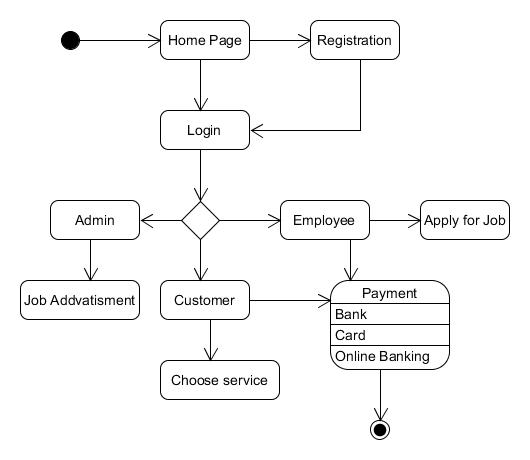 Home Page
Registration
Login
Admin
Employee
Apply for Job
Job Addvatisment
Customer
Payment
Bank
Card
Online Banking
Choose service